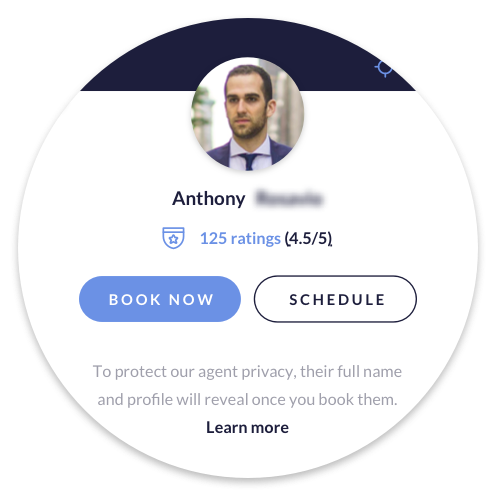 Anthony
125 ratings (4.5/5)
BOOK NOW SCHEDULE
To protect our agent privacy, their full name
and profile will reveal once you book them.
Learn more